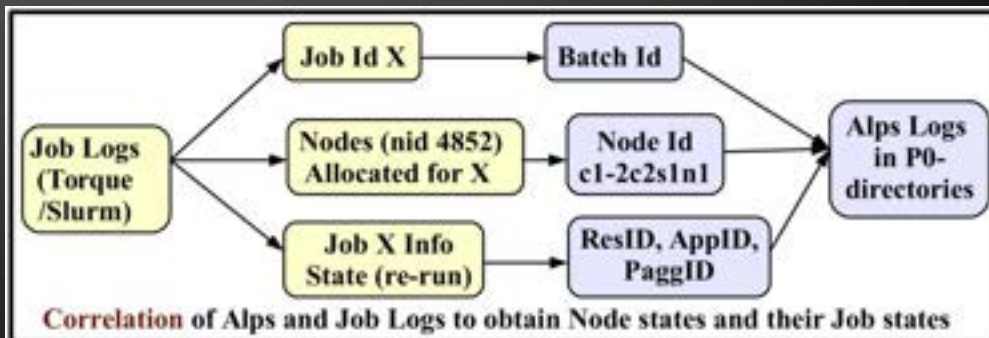 Job Logs
(Torque
/Slurm)
Job Id X
Batch Id
Nodes (nid 4852)
Allocated for X
Node Id
c1-2c2s1n1
Job X Info
State (re-run)
ResID, AppID,
PaggID
Alps Logs
in P0-
directories
Correlation of Alps and Job Logs to obtain Node states and their Job states